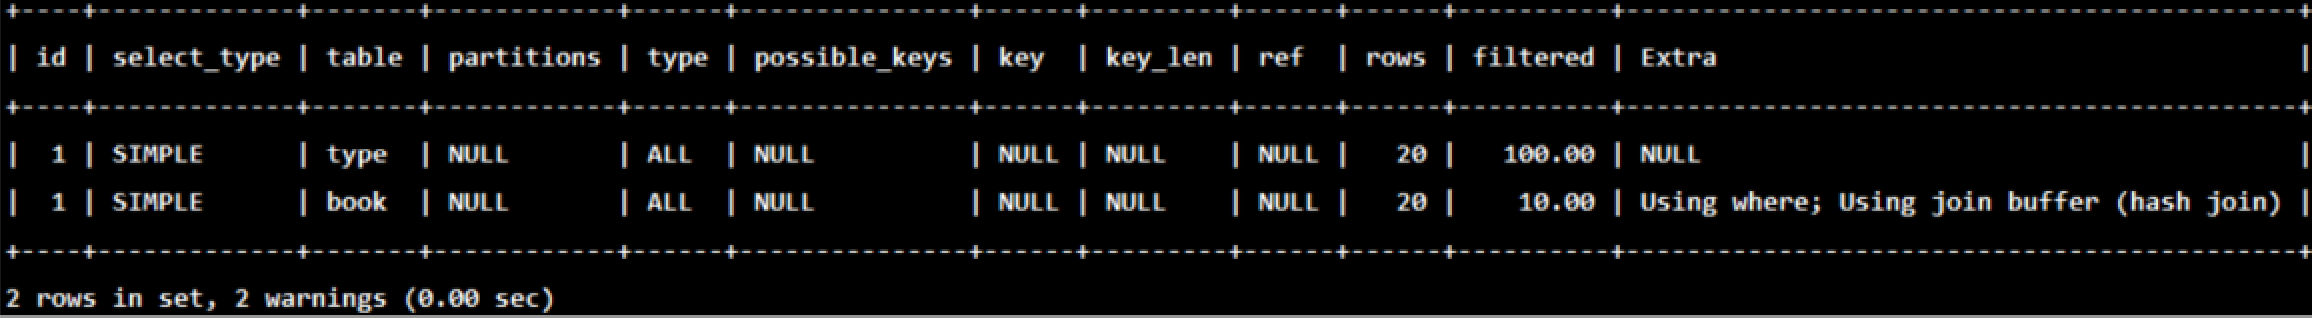 +----+-------------+-------+------------+------+---------------+------+---------+------+------+----------+--------------------------------------------+
| id | select_type | table | partitions | type | possible_keys | key  | key_len | ref  | rows | filtered | Extra                                      |
+----+-------------+-------+------------+------+---------------+------+---------+------+------+----------+--------------------------------------------+
|  1 | SIMPLE      | type  | NULL       | ALL  | NULL          | NULL | NULL    | NULL |   20 |   100.00 | NULL                                       |
|  1 | SIMPLE      | book  | NULL       | ALL  | NULL          | NULL | NULL    | NULL |   20 |    10.00 | Using where; Using join buffer (hash join) |
+----+-------------+-------+------------+------+---------------+------+---------+------+------+----------+--------------------------------------------+
2 rows in set, 2 warnings (0.00 sec)